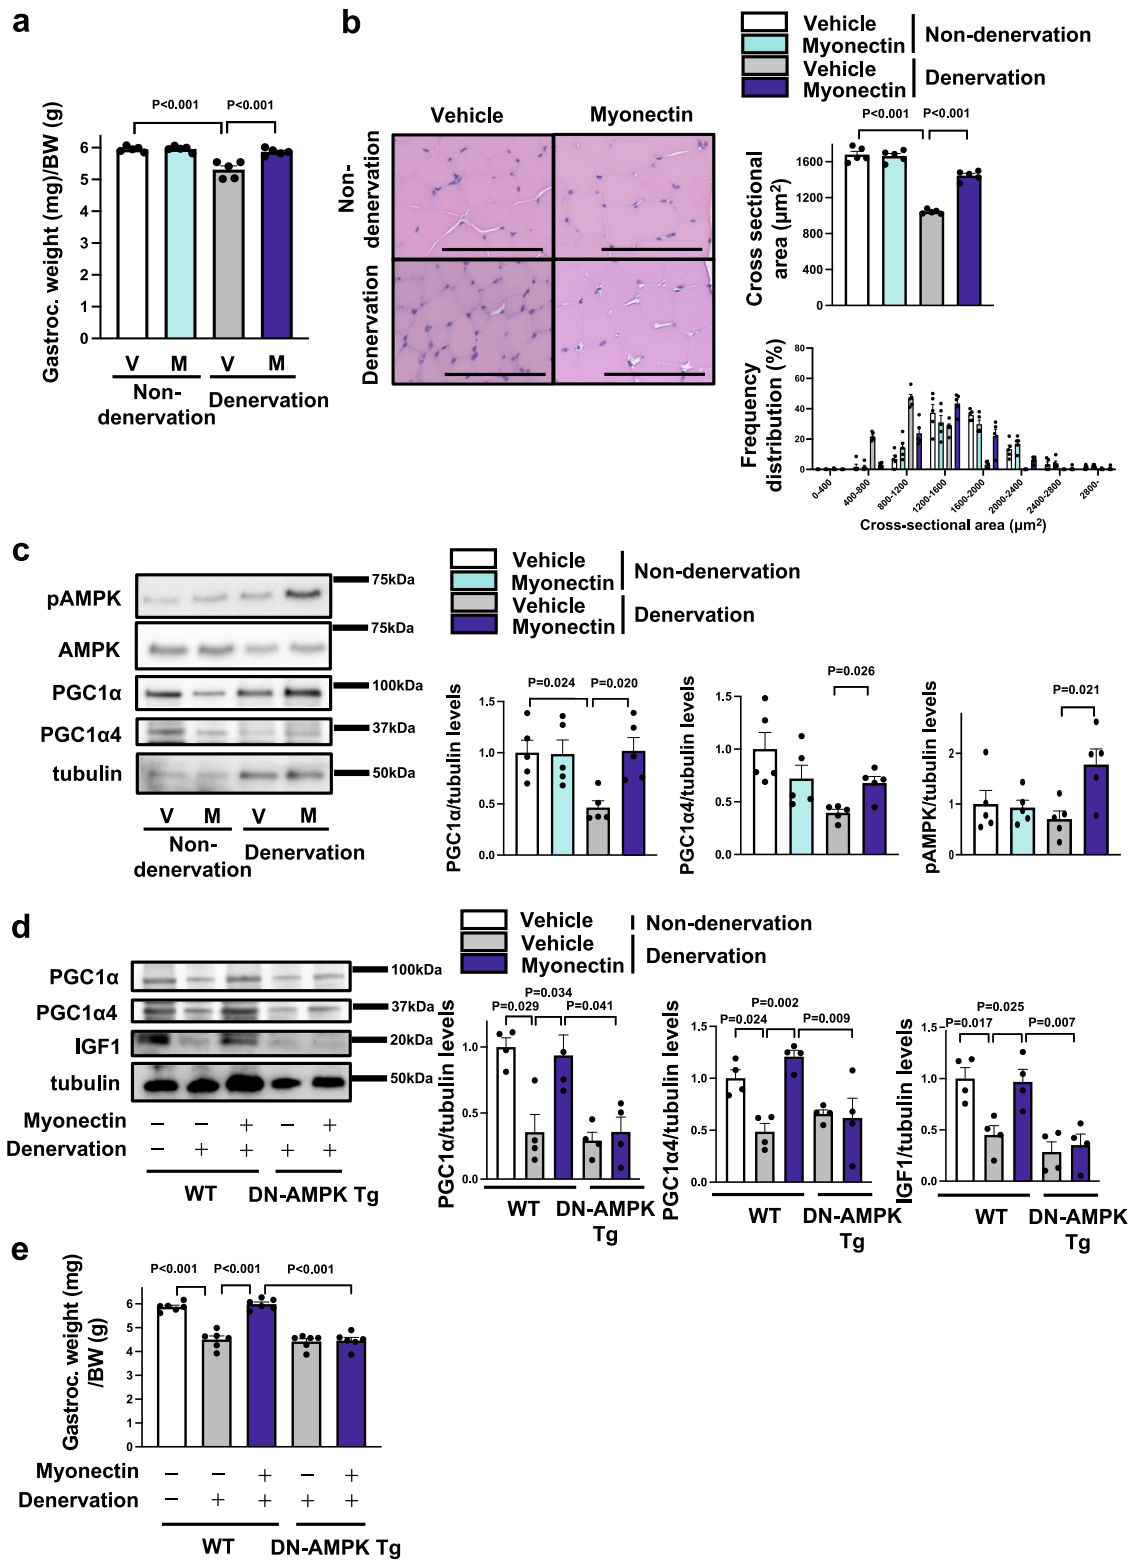 a
Gastroc. weight (mg)/BW (g)
P<0.001
P<0.001
6
5
4
3
2
1
0
V
M
V
M
Non-
denervation
Denervation
b
Vehicle
Myonectin
Non-
denervation
Denervation
Vehicle
Myonectin
Non-denervation
Vehicle
Myonectin
Denervation
P<0.001
P<0.001
Cross sectional
area (µm²)
1600
1200
600
0
Frequency
distribution (%)
80
60
40
20
0
0-400
400-800
800-1200
1200-1600
1600-2000
2000-2400
2400-2800
2800-
Cross-sectional area (µm²)
c
pAMPK
75kDa
AMPK
75kDa
PGC1α
100kDa
PGC1α4
37kDa
tubulin
50kDa
V
M
V
M
Non-
denervation
Denervation
Vehicle
Myonectin
Non-denervation
Vehicle
Myonectin
Denervation
PGC1α/tubulin levels
P=0.024
P=0.020
1.5
1.0
0.5
0.0
PGC1α4/tubulin levels
P=0.026
1.5
1.0
0.5
0.0
pAMPK/tubulin levels
P=0.021
2
1
0
d
PGC1α
100kDa
PGC1α4
37kDa
IGF1
20kDa
tubulin
50kDa
Myonectin
– – + – +
Denervation
– + + + +
WT
DN-AMPK Tg
Vehicle
Non-denervation
Vehicle
Myonectin
Denervation
PGC1α/tubulin levels
P=0.034
P=0.029
P=0.041
1.0
0.5
0.0
WT
DN-AMPK
Tg
PGC1α4/tubulin levels
P=0.002
P=0.024
P=0.009
1.5
1.0
0.5
0.0
WT
DN-AMPK
Tg
IGF1/tubulin levels
P=0.025
P=0.017
P=0.007
1.5
1.0
0.5
0.0
WT
DN-AMPK
Tg
e
Gastroc. weight (mg)
/BW (g)
P<0.001
P<0.001
P<0.001
6
5
4
3
2
1
0
Myonectin
– – + – +
Denervation
– + + + +
WT
DN-AMPK Tg